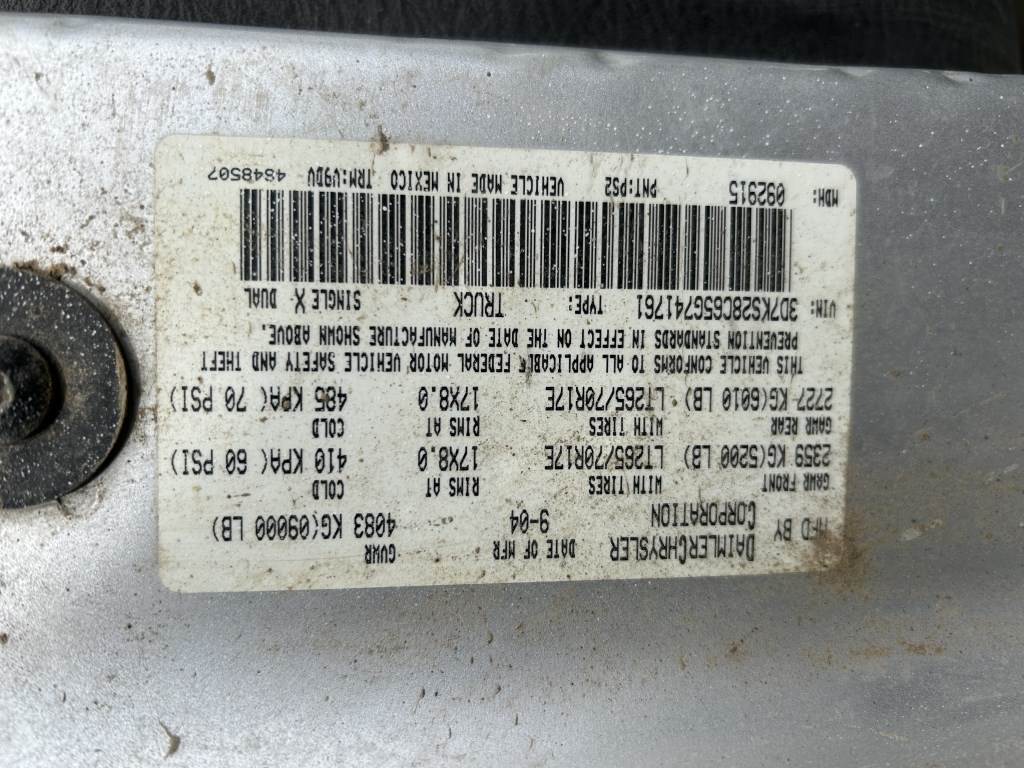 MFD BY DAIMLERCHRYSLER CORPORATION DATE OF MFR 9-04 GVWR 4083 KG(09000 LB)
GAWR FRONT WITH TIRES RIMS AT COLD
2359 KG(5200 LB) LT265/70R17E 17X8.0 410 KPA( 60 PSI)
GAWR REAR WITH TIRES RIMS AT COLD
2727 KG(6010 LB) LT265/70R17E 17X8.0 485 KPA( 70 PSI)
THIS VEHICLE CONFORMS TO ALL APPLICABLE FEDERAL MOTOR VEHICLE SAFETY AND THEFT
PREVENTION STANDARDS IN EFFECT ON THE DATE OF MANUFACTURE SHOWN ABOVE.
VIN: 3D7KS28C65G741761 TYPE: TRUCK SINGLE X DUAL
MDH: 092915 PNT:PS2 VEHICLE MADE IN MEXICO TRM:V9DV 4848507